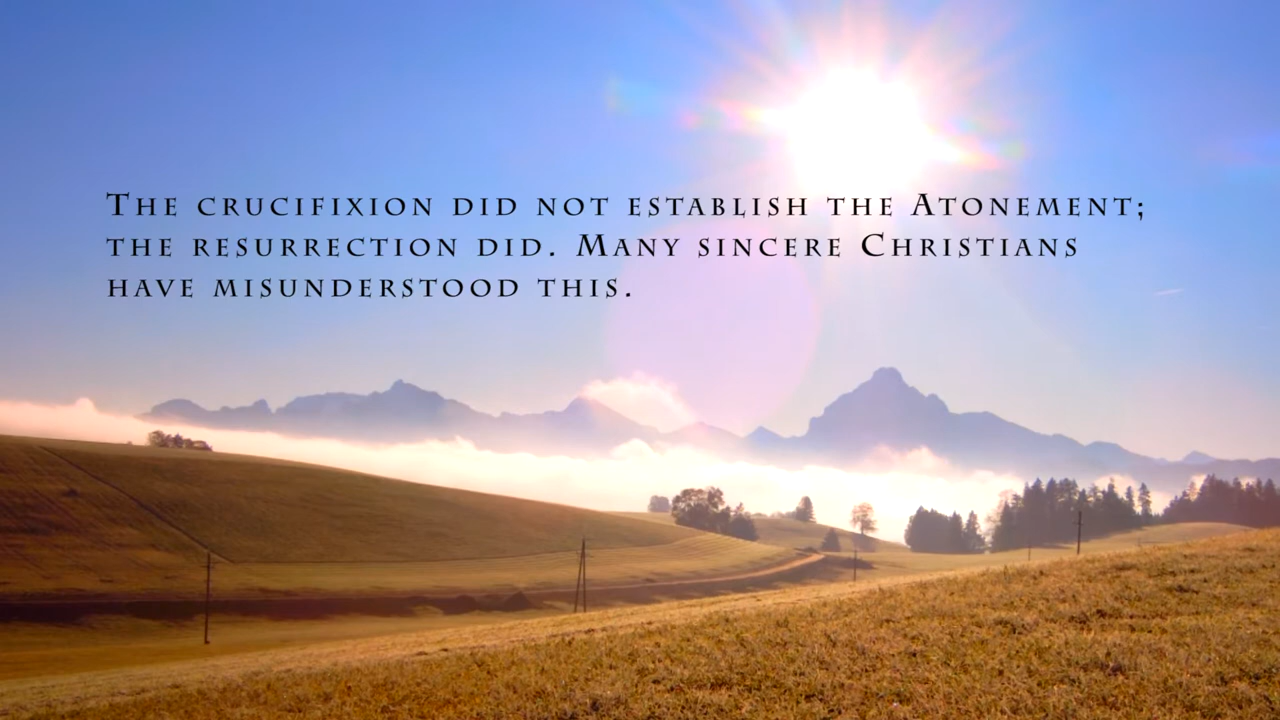 The crucifixion did not establish the Atonement;
the resurrection did. Many sincere Christians
have misunderstood this.